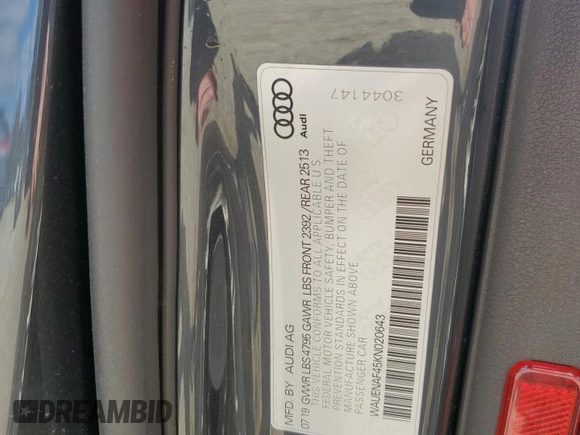 3044147
Audi
GERMANY
MFD. BY AUDI AG
07/19 GVWR LBS 4795 GAWR LBS FRONT 2392 / REAR 2513
THIS VEHICLE CONFORMS TO ALL APPLICABLE U.S.
FEDERAL MOTOR VEHICLE SAFETY, BUMPER AND THEFT
PREVENTION STANDARDS IN EFFECT ON THE DATE OF
MANUFACTURE SHOWN ABOVE
PASSENGER CAR
WAUENAF45KN020643
DREAMBID